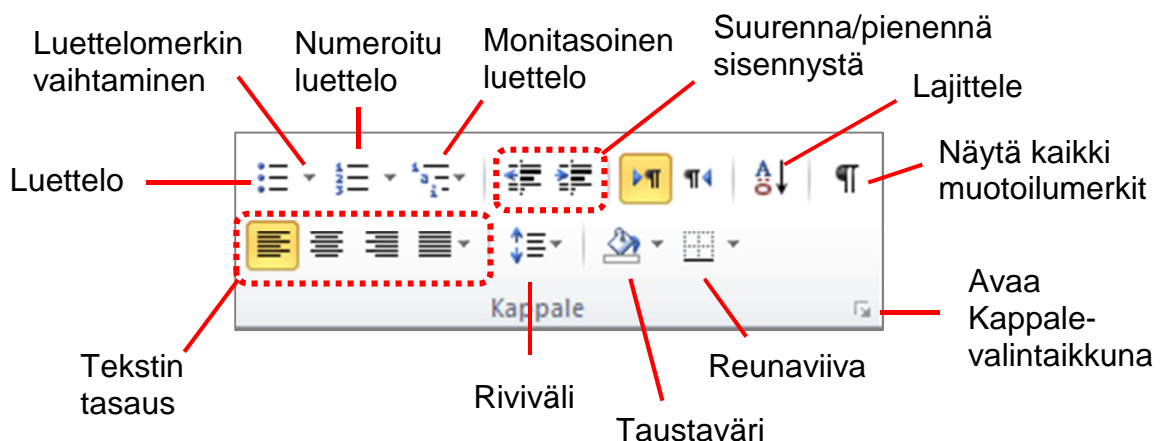 Luettelomerkin
vaihtaminen
Numeroitu
luettelo
Monitasoinen
luettelo
Suurenna/pienennä
sisennystä
Lajittele
Luettelo
Näytä kaikki
muotoilumerkit
Kappale
Avaa
Kappale-
valintaikkuna
Tekstin
tasaus
Riviväli
Reunaviiva
Taustaväri